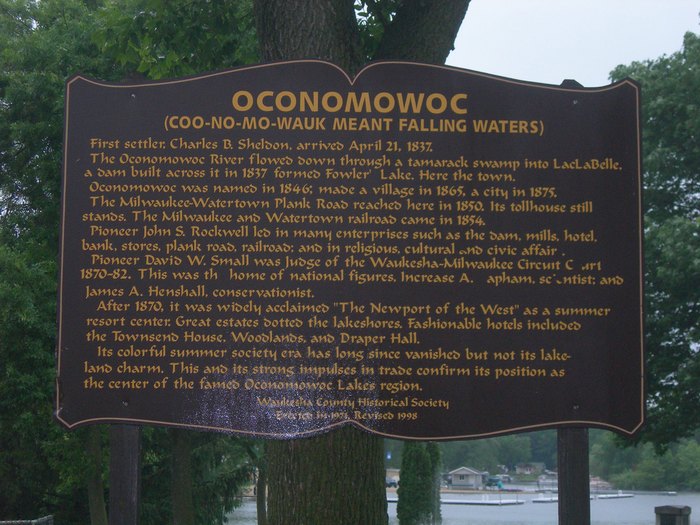 OCONOMOWOC
(COO-NO-MO-WAUK MEANT FALLING WATERS)
First settler, Charles B. Sheldon, arrived April 21, 1837.
The Oconomowoc River flowed down through a tamarack swamp into LacLaBelle,
a dam built across it in 1837 formed Fowler' Lake. Here the town.
Oconomowoc was named in 1846; made a village in 1865, a city in 1875.
The Milwaukee-Watertown Plank Road reached here in 1850. Its tollhouse still
stands. The Milwaukee and Watertown railroad came in 1854.
Pioneer John S. Rockwell led in many enterprises such as the dam, mills, hotel,
bank, stores, plank road, railroad; and in religious, cultural and civic affair .
Pioneer David W. Small was Judge of the Waukesha-Milwaukee Circuit C urt
1870-82. This was th home of national figures, Increase A. apham, sc ntist; and
James A. Henshall, conservationist.
After 1870, it was widely acclaimed "The Newport of the West" as a summer
resort center. Great estates dotted the lakeshores. Fashionable hotels included
the Townsend House, Woodlands, and Draper Hall.
Its colorful summer society era has long since vanished but not its lake-
land charm. This and its strong impulses in trade confirm its position as
the center of the famed Oconomowoc Lakes region.
Waukesha County Historical Society
Erected in 1971, Revised 1998